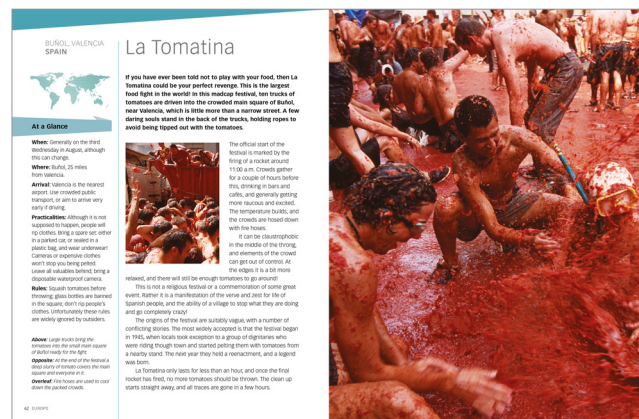 BUÑOL, VALENCIA
SPAIN
At a Glance
When: Generally on the third
Wednesday in August, although
this can change.
Where: Buñol, 25 miles
from Valencia.
Arrival: Valencia is the nearest
airport. Use crowded public
transport, or aim to arrive very
early if driving.
Practicalities: Although it is not
supposed to happen, people will
rip clothes. Bring a spare set either
in a parked car, or sealed in a
plastic bag, and wear underwear!
Cameras or expensive clothes
won't stop you being pelted.
Leave all valuables behind; bring a
disposable waterproof camera.
Rules: Squash tomatoes before
throwing; glass bottles are banned
in the square; don't rip people's
clothes. Unfortunately these rules
are widely ignored by outsiders.
Above: Large trucks bring the
tomatoes into the small main square
of Buñol ready for the fight.
Opposite: At the end of the festival a
deep slurry of tomato covers the main
square and everyone in it.
Overleaf: Fire hoses are used to cool
down the packed crowds.
62 EUROPE
La Tomatina
If you have ever been told not to play with your food, then La
Tomatina could be your perfect revenge. This is the largest
food fight in the world! In this madcap festival, ten trucks of
tomatoes are driven into the crowded main square of Buñol,
near Valencia, which is little more than a narrow street. A few
daring souls stand in the back of the trucks, holding ropes to
avoid being tipped out with the tomatoes.
The official start of the
festival is marked by the
firing of a rocket around
11:00 a.m. Crowds gather
for a couple of hours before
this, drinking in bars and
cafés, and generally getting
more raucous and excited.
The temperature builds, and
the crowds are hosed down
with fire hoses.
It can be claustrophobic
in the middle of the throng,
and elements of the crowd
can get out of control. At
the edges it is a bit more
relaxed, and there will still be enough tomatoes to go around!
This is not a religious festival or a commemoration of some great
event. Rather it is a manifestation of the verve and zest for life of
Spanish people, and the ability of a village to stop what they are doing
and go completely crazy!
The origins of the festival are suitably vague, with a number of
conflicting stories. The most widely accepted is that the festival began
in 1945, when locals took exception to a group of dignitaries who
were riding though town and started pelting them with tomatoes from
a nearby stand. The next year they held a reenactment, and a legend
was born.
La Tomatina only lasts for less than an hour, and once the final
rocket has fired, no more tomatoes should be thrown. The clean up
starts straight away, and all traces are gone in a few hours.